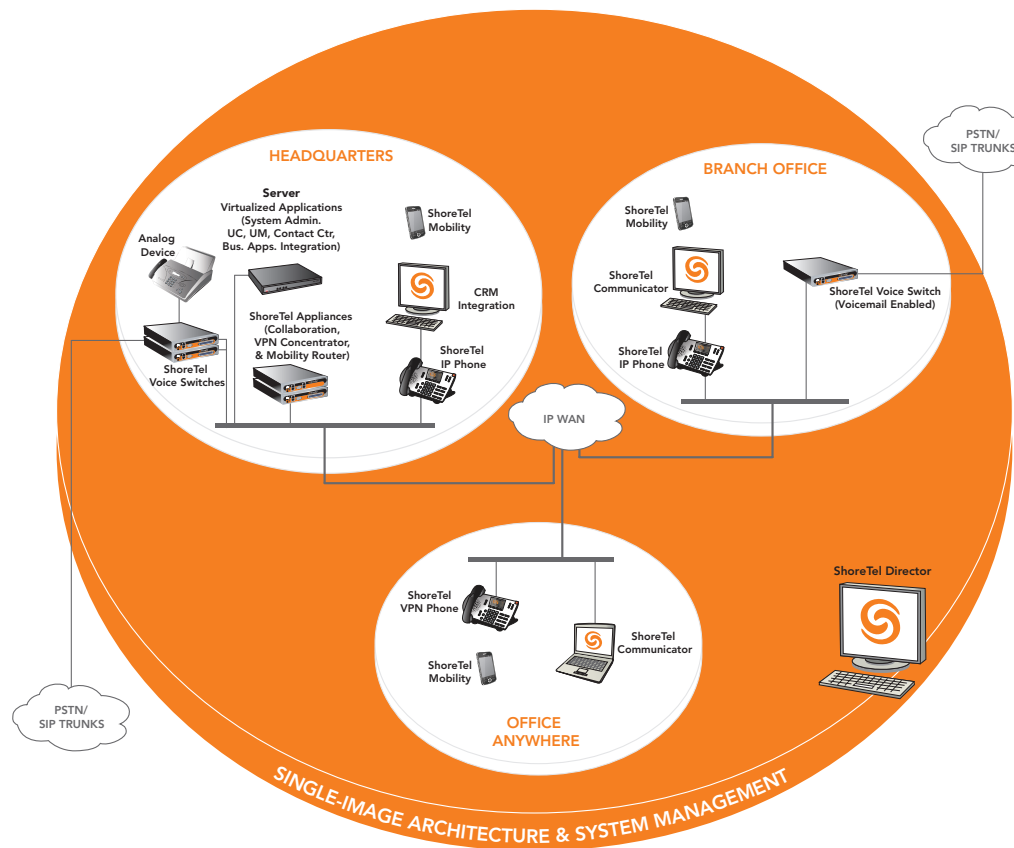 HEADQUARTERS
Server
Virtualized Applications
(System Admin.
UC, UM, Contact Ctr,
Bus. Apps. Integration)
Analog
Device
ShoreTel
Mobility
CRM
Integration
ShoreTel Appliances
(Collaboration,
VPN Concentrator,
& Mobility Router)
ShoreTel
IP Phone
ShoreTel
Voice Switches
BRANCH OFFICE
ShoreTel
Mobility
ShoreTel
Communicator
ShoreTel Voice Switch
(Voicemail Enabled)
ShoreTel
IP Phone
PSTN/
SIP TRUNKS
IP WAN
ShoreTel
VPN Phone
ShoreTel
Communicator
ShoreTel
Mobility
OFFICE
ANYWHERE
ShoreTel Director
PSTN/
SIP TRUNKS
SINGLE-IMAGE ARCHITECTURE & SYSTEM MANAGEMENT